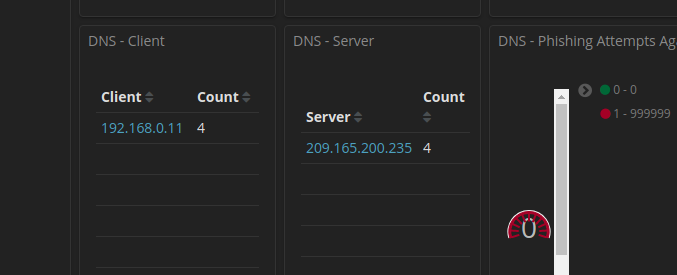 DNS - Client
Client Count
192.168.0.11 4
DNS - Server
Server Count
209.165.200.235 4
DNS - Phishing Attempts Ag
0 - 0
1 - 999999
0